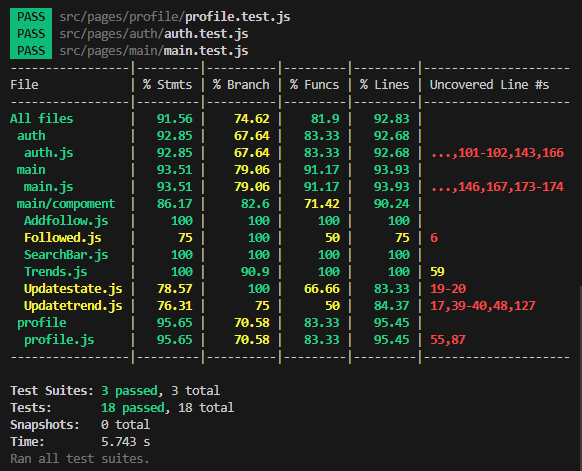 PASS src/pages/profile/profile.test.js
PASS src/pages/auth/auth.test.js
PASS src/pages/main/main.test.js
-----------------|---------|----------|---------|---------|-------------------
File | % Stmts | % Branch | % Funcs | % Lines | Uncovered Line #s
-----------------|---------|----------|---------|---------|-------------------
All files | 91.56 | 74.62 | 81.9 | 92.83 |
auth | 92.85 | 67.64 | 83.33 | 92.68 |
auth.js | 92.85 | 67.64 | 83.33 | 92.68 | ...,101-102,143,166
main | 93.51 | 79.06 | 91.17 | 93.93 |
main.js | 93.51 | 79.06 | 91.17 | 93.93 | ...,146,167,173-174
main/compoment | 86.17 | 82.6 | 71.42 | 90.24 |
Addfollow.js | 100 | 100 | 100 | 100 |
Followed.js | 75 | 100 | 50 | 75 | 6
SearchBar.js | 100 | 100 | 100 | 100 |
Trends.js | 100 | 90.9 | 100 | 100 | 59
Updatestate.js | 78.57 | 100 | 66.66 | 83.33 | 19-20
Updatetrend.js | 76.31 | 75 | 50 | 84.37 | 17,39-40,48,127
profile | 95.65 | 70.58 | 83.33 | 95.45 |
profile.js | 95.65 | 70.58 | 83.33 | 95.45 | 55,87
-----------------|---------|----------|---------|---------|-------------------
Test Suites: 3 passed, 3 total
Tests: 18 passed, 18 total
Snapshots: 0 total
Time: 5.743 s
Ran all test suites.